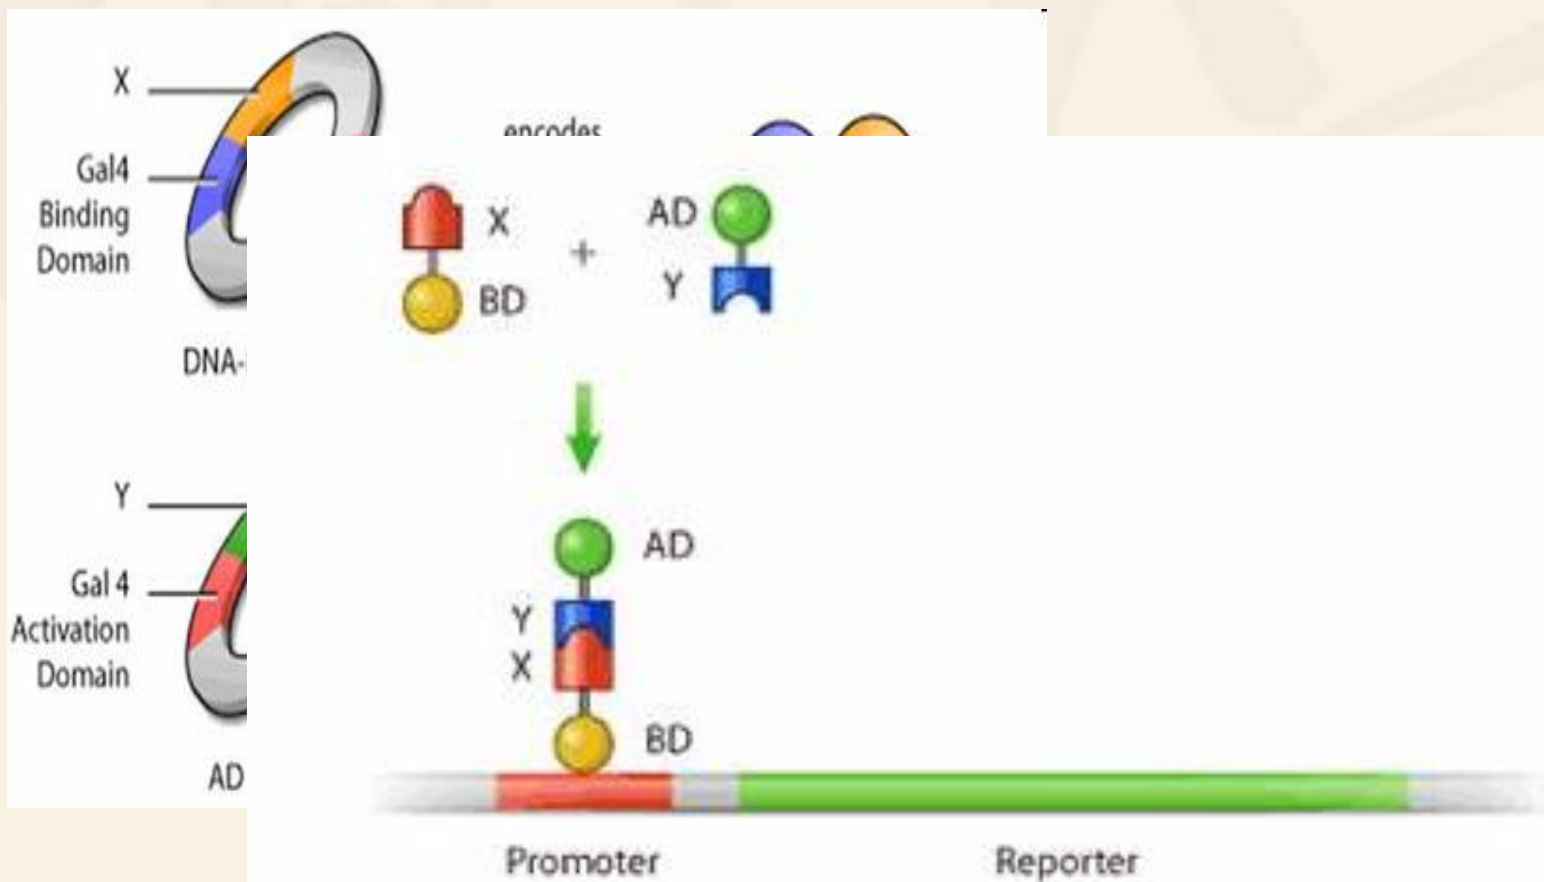 X
encodes
Gal4
Binding
Domain
DNA-
Y
Gal 4
Activation
Domain
AD
X
+
AD
BD
Y
AD
Y
X
BD
Promoter
Reporter